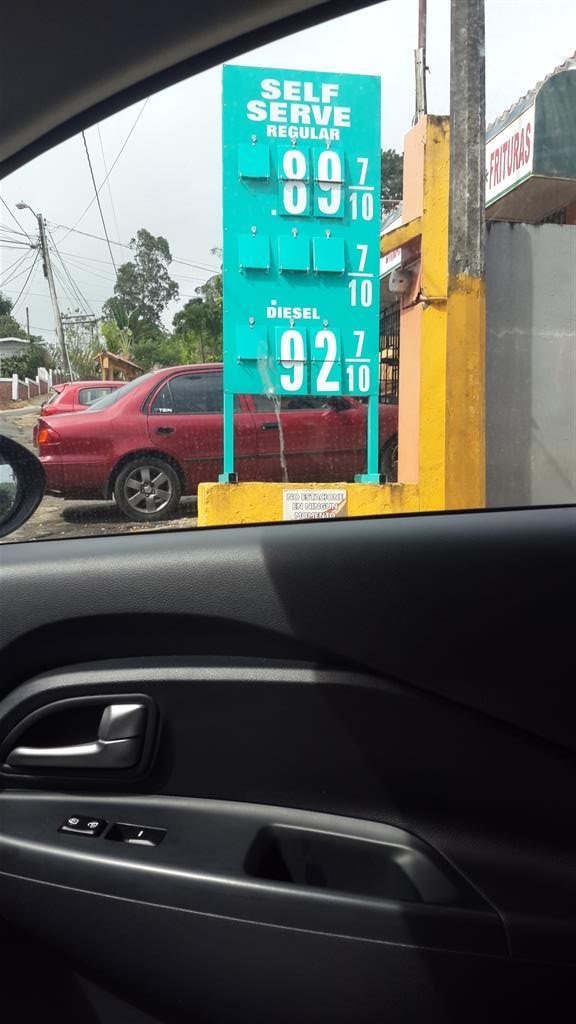 SELF
SERVE
REGULAR
.89 7/10
7/10
DIESEL
.92 7/10
FRITURAS
NO ESTACIONE
EN NINGUN
MOMENTO